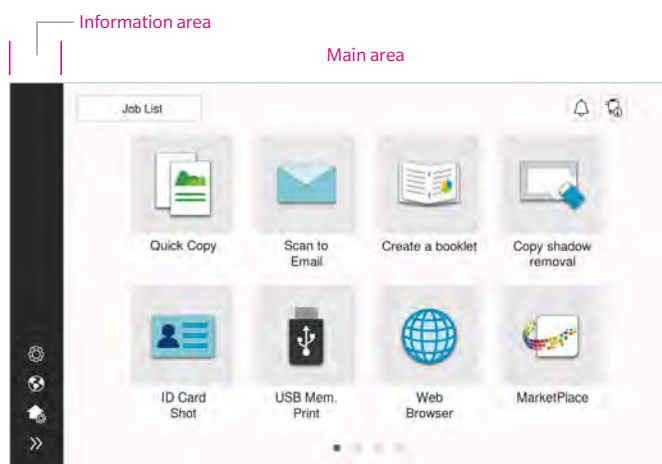 Information area
Main area
Job List
Quick Copy
Scan to
Email
Create a booklet
Copy shadow
removal
ID Card
Shot
USB Mem.
Print
Web
Browser
MarketPlace